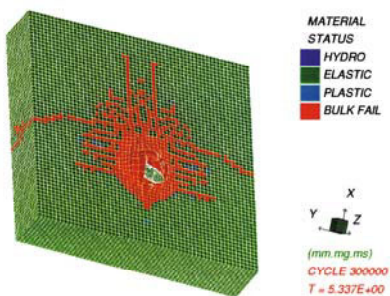 MATERIAL
STATUS
HYDRO
ELASTIC
PLASTIC
BULK FAIL
X
Y
Z
(mm.mg.ms)
CYCLE 300000
T = 5.337E+00